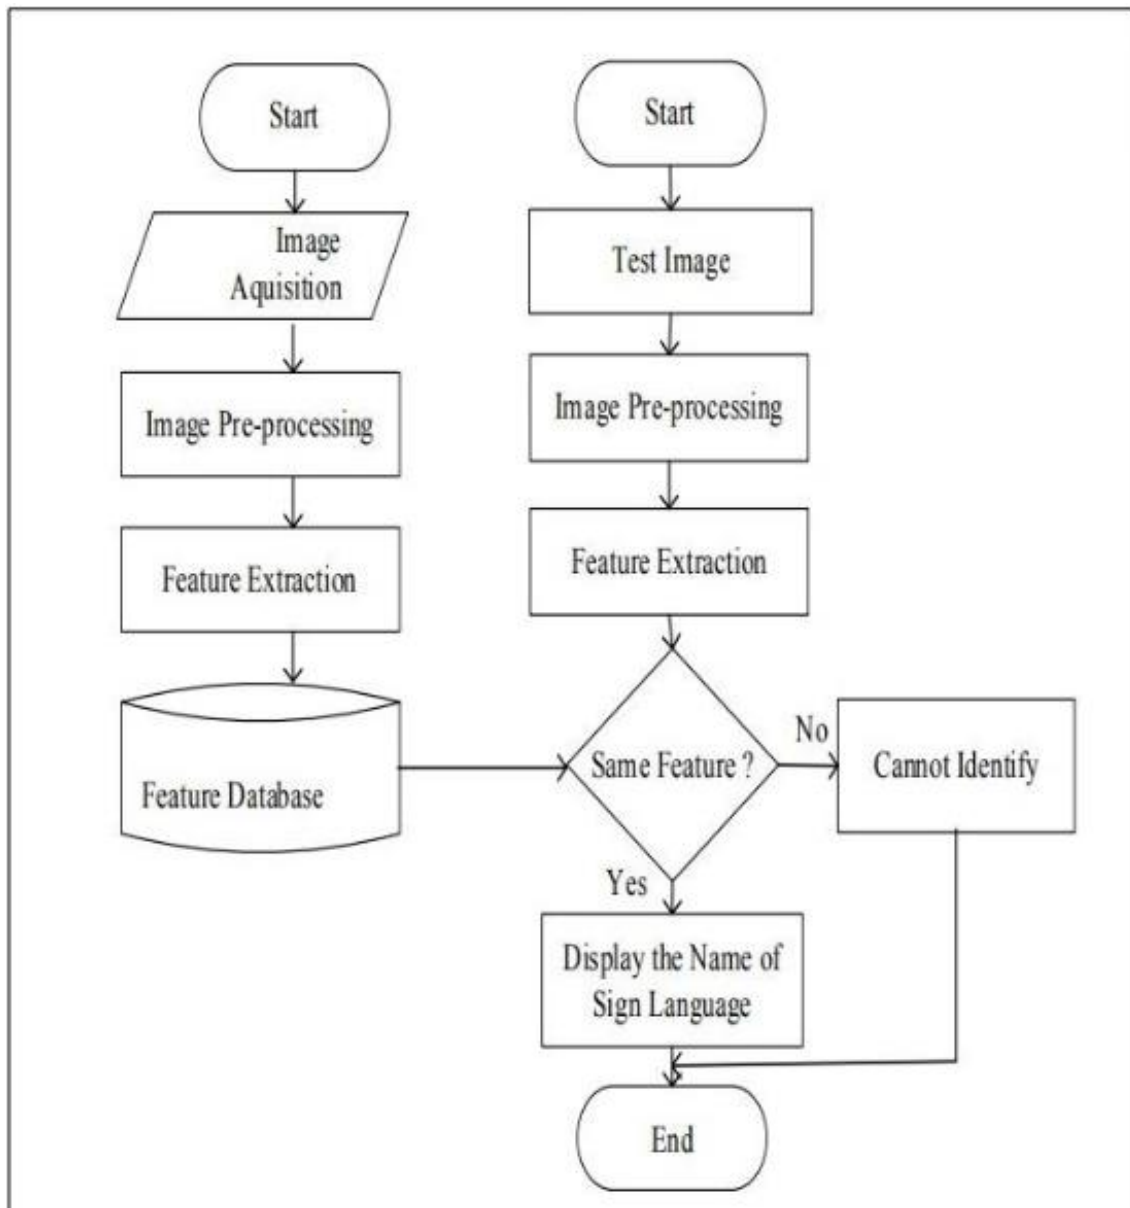 Start
Image
Aquisition
Image Pre-processing
Feature Extraction
Feature Database
Start
Test Image
Image Pre-processing
Feature Extraction
Same Feature ?
No
Cannot Identify
Yes
Display the Name of
Sign Language
End